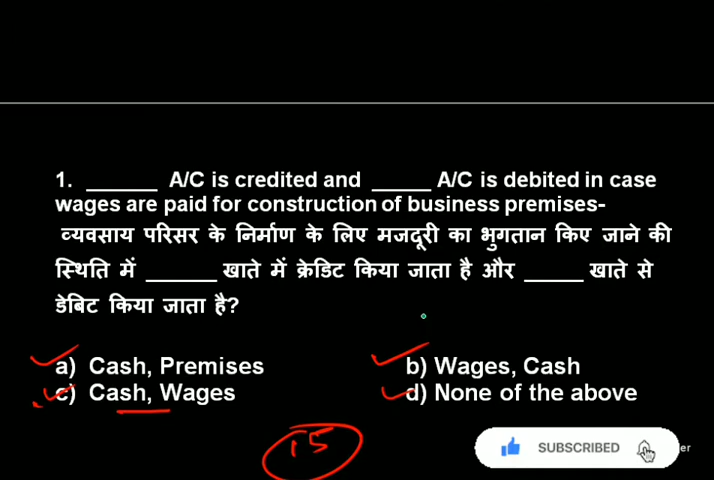 1. ______ A/C is credited and _____ A/C is debited in case
wages are paid for construction of business premises-
व्यवसाय परिसर के निर्माण के लिए मजदूरी का भुगतान किए जाने की
स्थिति में ______ खाते में क्रेडिट किया जाता है और _____ खाते से
डेबिट किया जाता है?
a) Cash, Premises
b) Wages, Cash
c) Cash, Wages
d) None of the above
15
SUBSCRIBED
er